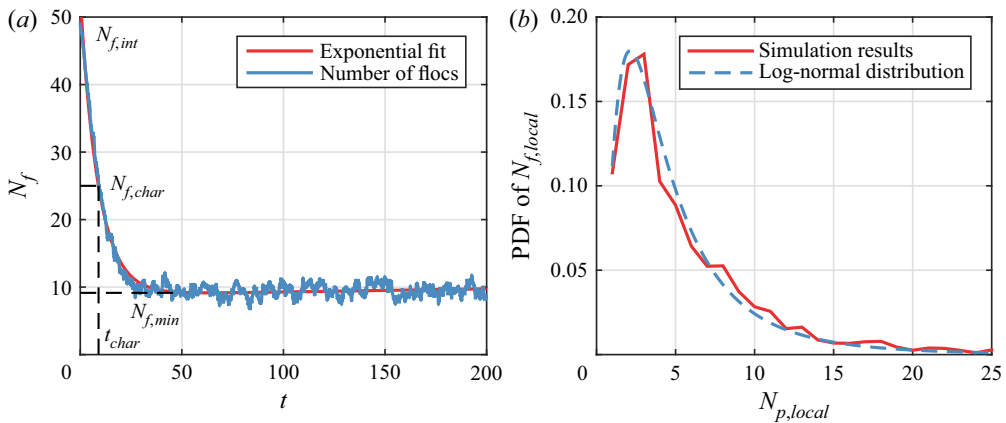 (a)
50
40
30
20
10
0
50
100
150
200
N_f
t
N_{f,int}
N_{f,char}
N_{f,min}
t_{char}
Exponential fit
Number of flocs
(b)
0.20
0.15
0.10
0.05
0
5
10
15
20
25
PDF of N_{f,local}
N_{p,local}
Simulation results
Log-normal distribution